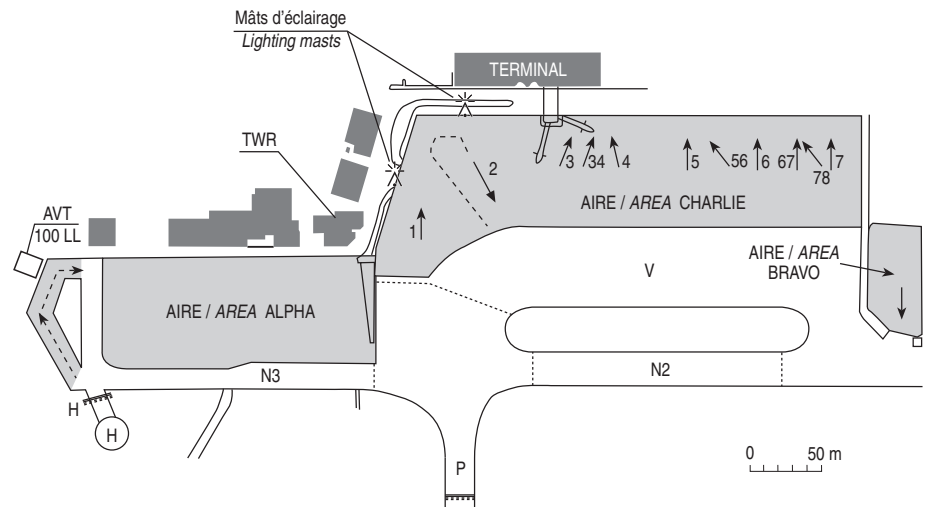 Mâts d'éclairage
Lighting masts
TERMINAL
TWR
AVT
100 LL
1
2
3
34
4
5
56
6
67
78
7
AIRE / AREA CHARLIE
AIRE / AREA
BRAVO
V
AIRE / AREA ALPHA
N3
N2
H
H
P
0 50 m